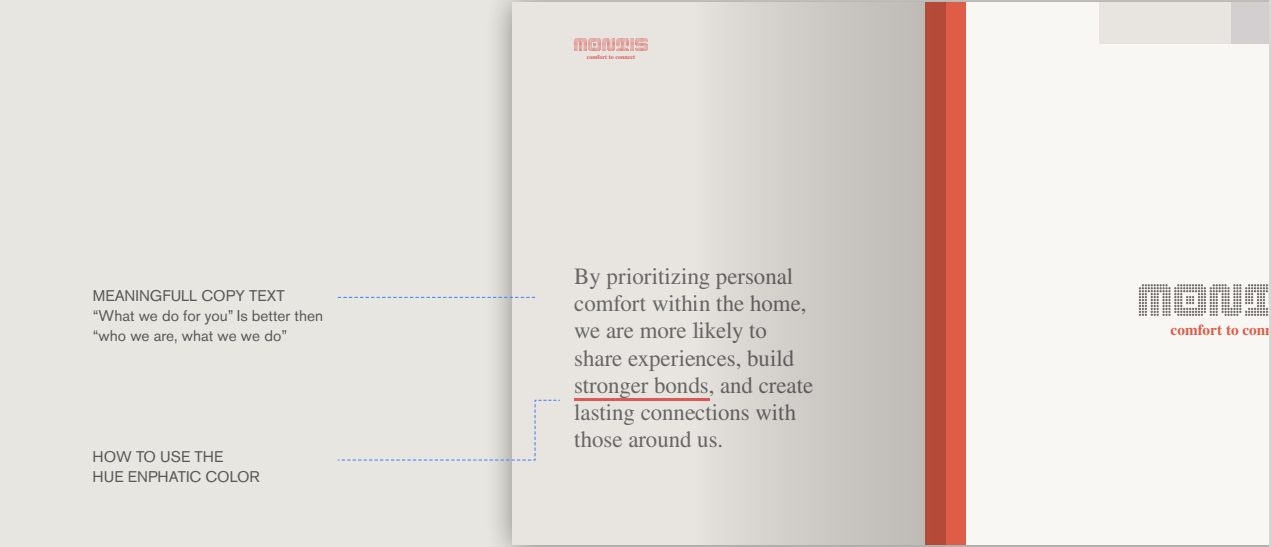 MONTIS
comfort to connect
MEANINGFULL COPY TEXT
“What we do for you” Is better then
“who we are, what we we do”
HOW TO USE THE
HUE ENPHATIC COLOR
By prioritizing personal
comfort within the home,
we are more likely to
share experiences, build
stronger bonds, and create
lasting connections with
those around us.
MONT
comfort to con